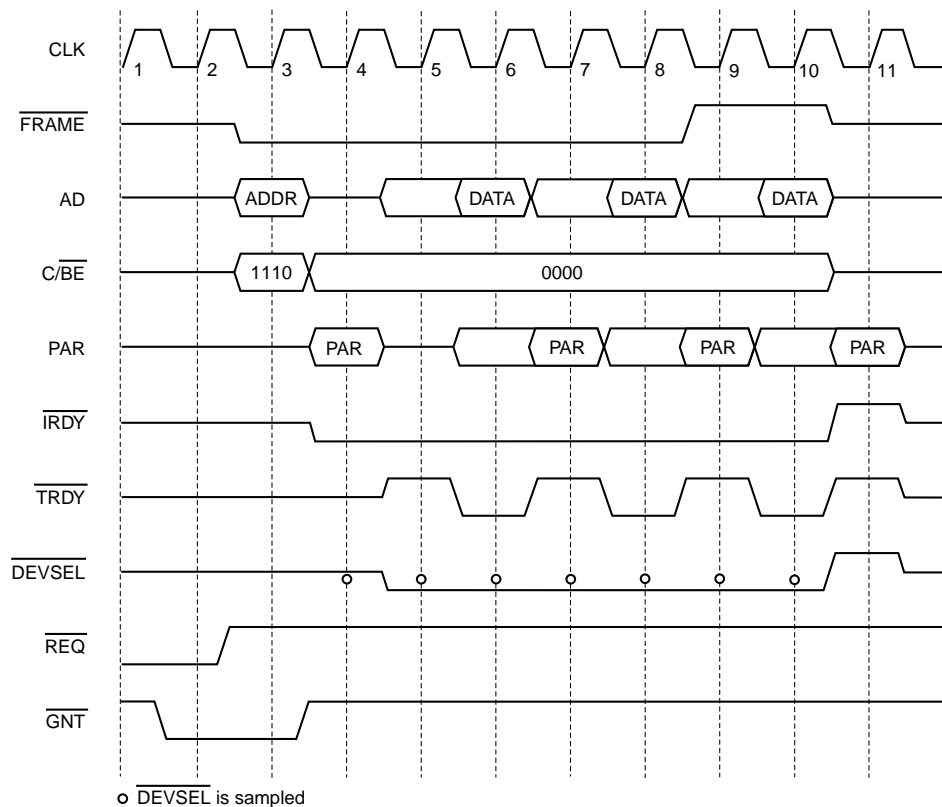 CLK
1 2 3 4 5 6 7 8 9 10 11
FRAME
AD
ADDR DATA DATA DATA
C/BE
1110 0000
PAR
PAR PAR PAR PAR
IRDY
TRDY
DEVSEL
REQ
GNT
DEVSEL is sampled